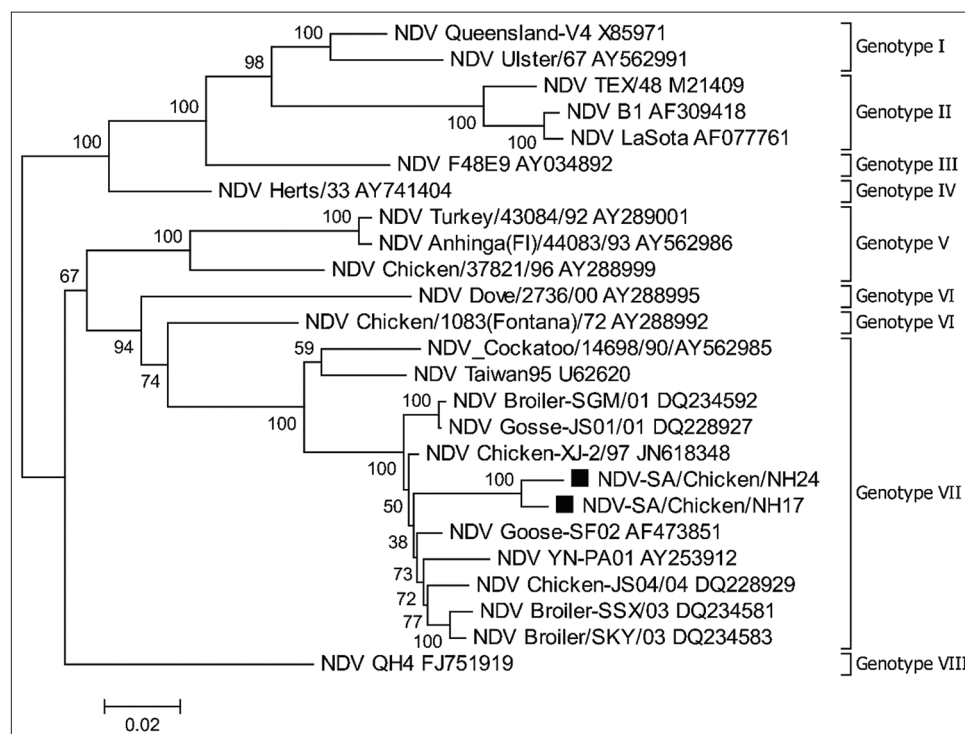 100
NDV Queensland-V4 X85971
NDV Ulster/67 AY562991
Genotype I
98
NDV TEX/48 M21409
100
NDV B1 AF309418
100
NDV LaSota AF077761
Genotype II
100
100
NDV F48E9 AY034892
Genotype III
NDV Herts/33 AY741404
Genotype IV
100
NDV Turkey/43084/92 AY289001
100
NDV Anhinga(Fl)/44083/93 AY562986
NDV Chicken/37821/96 AY288999
Genotype V
67
NDV Dove/2736/00 AY288995
Genotype VI
94
NDV Chicken/1083(Fontana)/72 AY288992
Genotype VI
74
59
NDV_Cockatoo/14698/90/AY562985
NDV Taiwan95 U62620
100
100
NDV Broiler-SGM/01 DQ234592
NDV Gosse-JS01/01 DQ228927
100
NDV Chicken-XJ-2/97 JN618348
50
100
NDV-SA/Chicken/NH24
NDV-SA/Chicken/NH17
Genotype VII
38
NDV Goose-SF02 AF473851
73
NDV YN-PA01 AY253912
72
NDV Chicken-JS04/04 DQ228929
77
NDV Broiler-SSX/03 DQ234581
100
NDV Broiler/SKY/03 DQ234583
NDV QH4 FJ751919
Genotype VIII
0.02